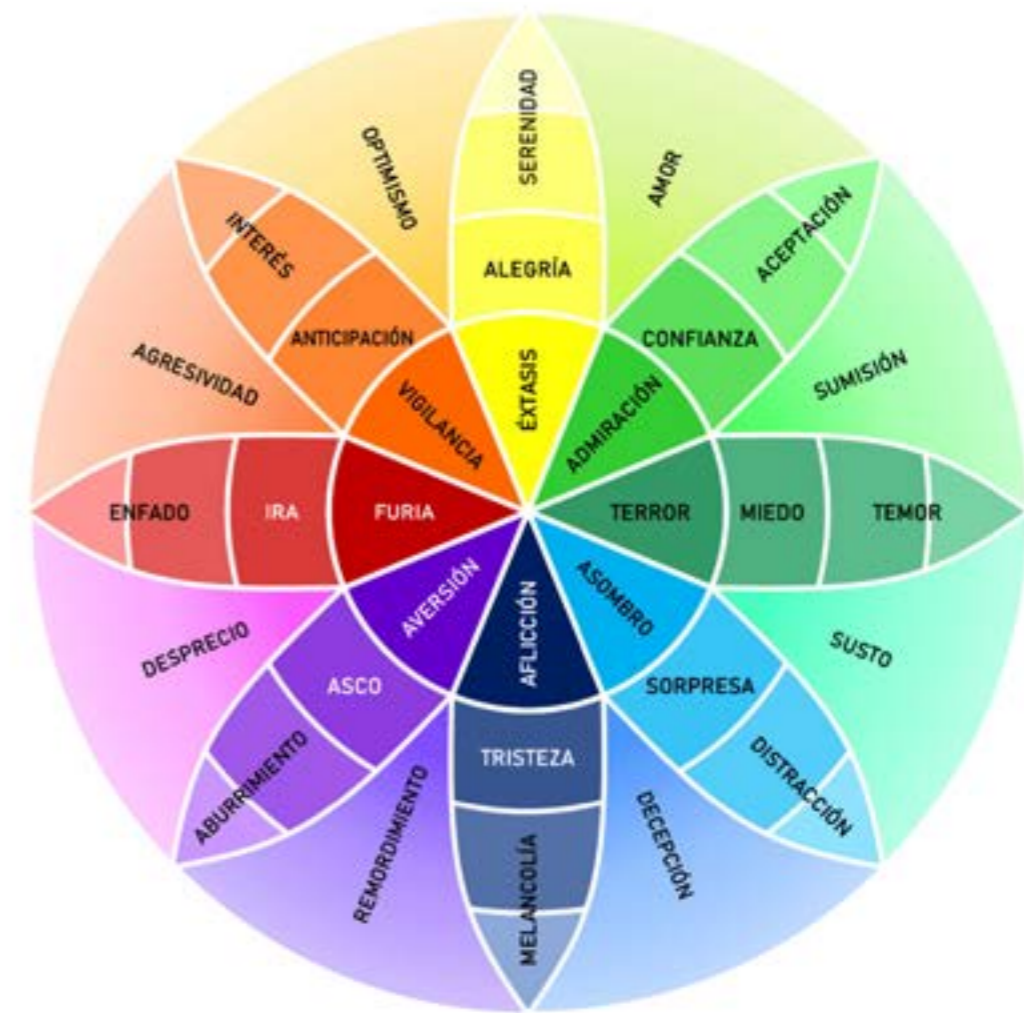 SERENIDAD
OPTIMISMO
AMOR
INTERÉS
ACEPTACIÓN
ALEGRÍA
ANTICIPACIÓN
CONFIANZA
AGRESIVIDAD
SUMISIÓN
VIGILANCIA
ÉXTASIS
ADMIRACIÓN
ENFADO
IRA
FURIA
TERROR
MIEDO
TEMOR
AVERSIÓN
AFLICCIÓN
ASOMBRO
DESPRECIO
SUSTO
ASCO
SORPRESA
TRISTEZA
ABURRIMIENTO
DISTRACCIÓN
REMORDIMIENTO
DECEPCIÓN
MELANCOLÍA